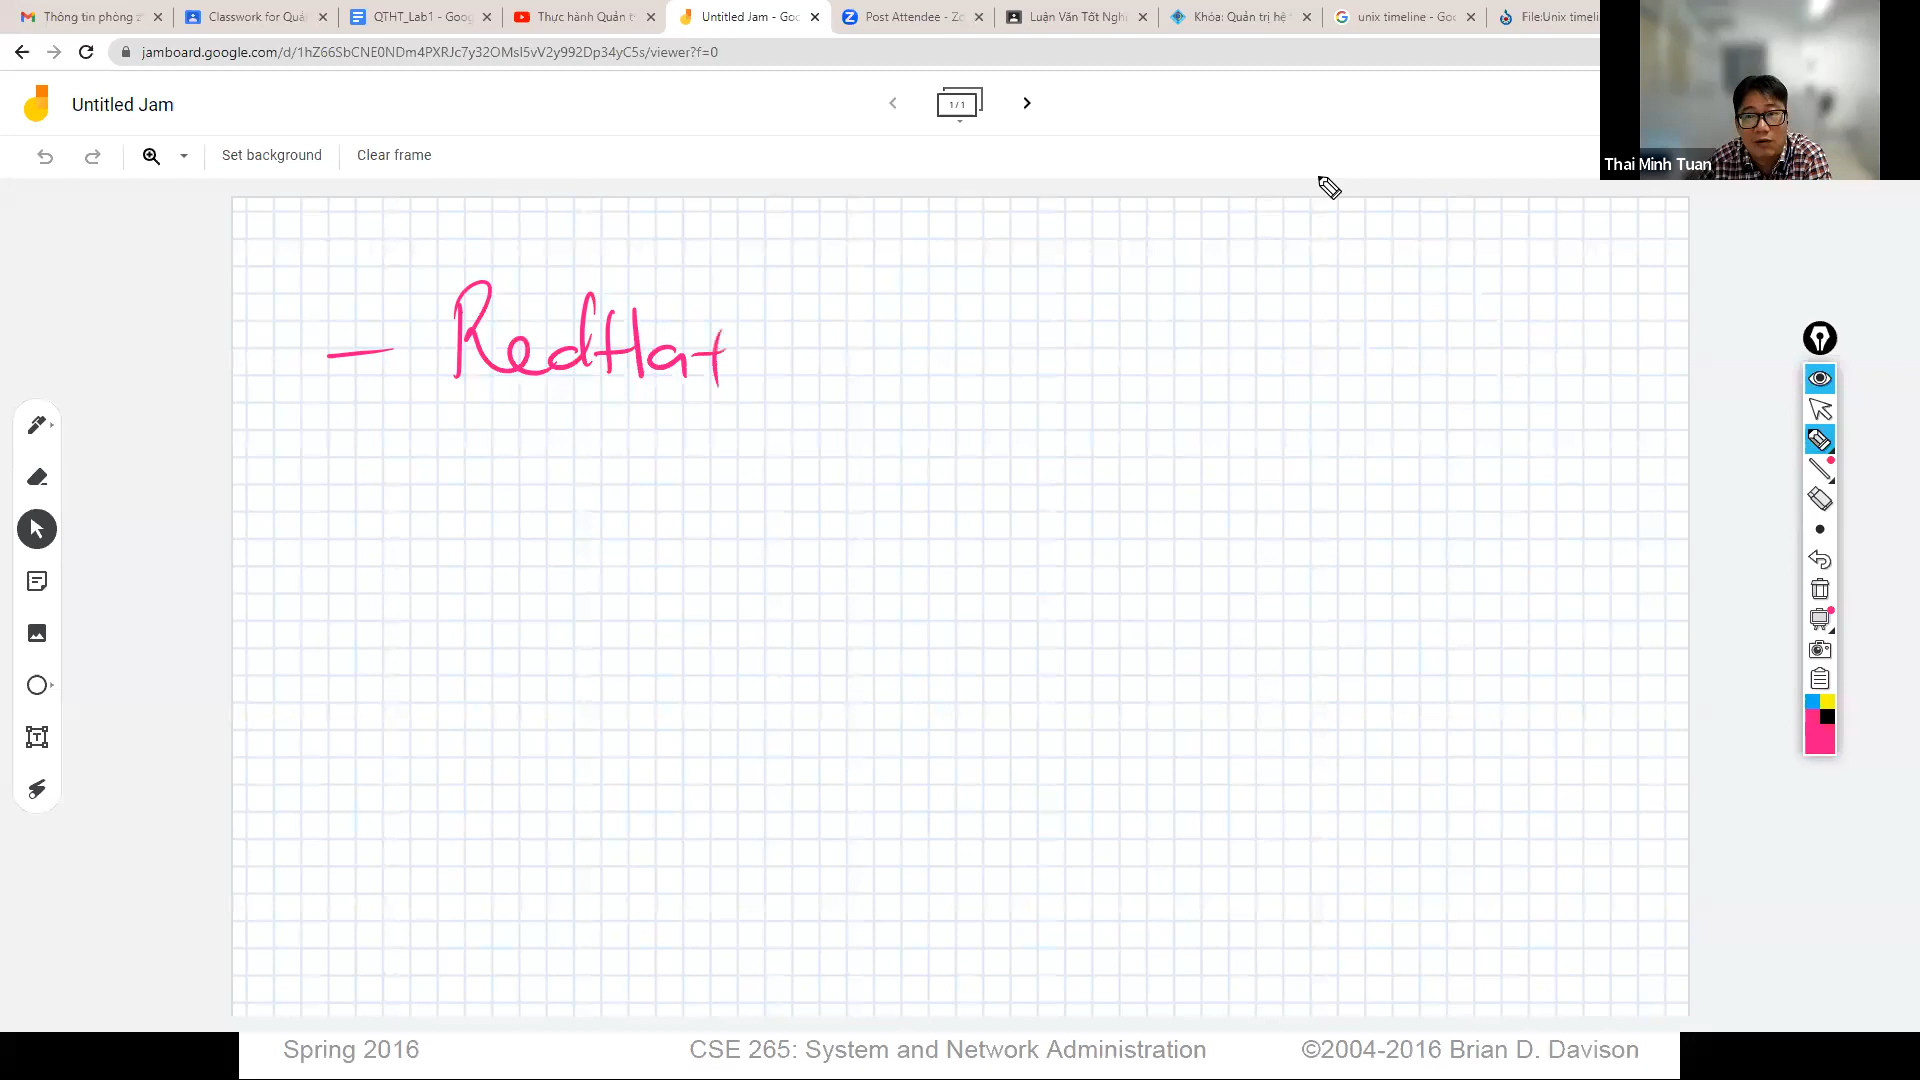 Thông tin phòng z
Classwork for Quả
QTHT_Lab1 - Goog
Thực hành Quản t
Untitled Jam - Goo
Post Attendee - Zo
Luận Văn Tốt Nghi
Khóa: Quản trị hệ
unix timeline - Goo
File:Unix timeli
jamboard.google.com/d/1hZ66SbCNE0NDm4PXRJc7y32OMsI5vV2y992Dp34yC5s/viewer?f=0
Untitled Jam
1 / 1
Set background
Clear frame
Thai Minh Tuan
— RedHat
Spring 2016
CSE 265: System and Network Administration
©2004-2016 Brian D. Davison